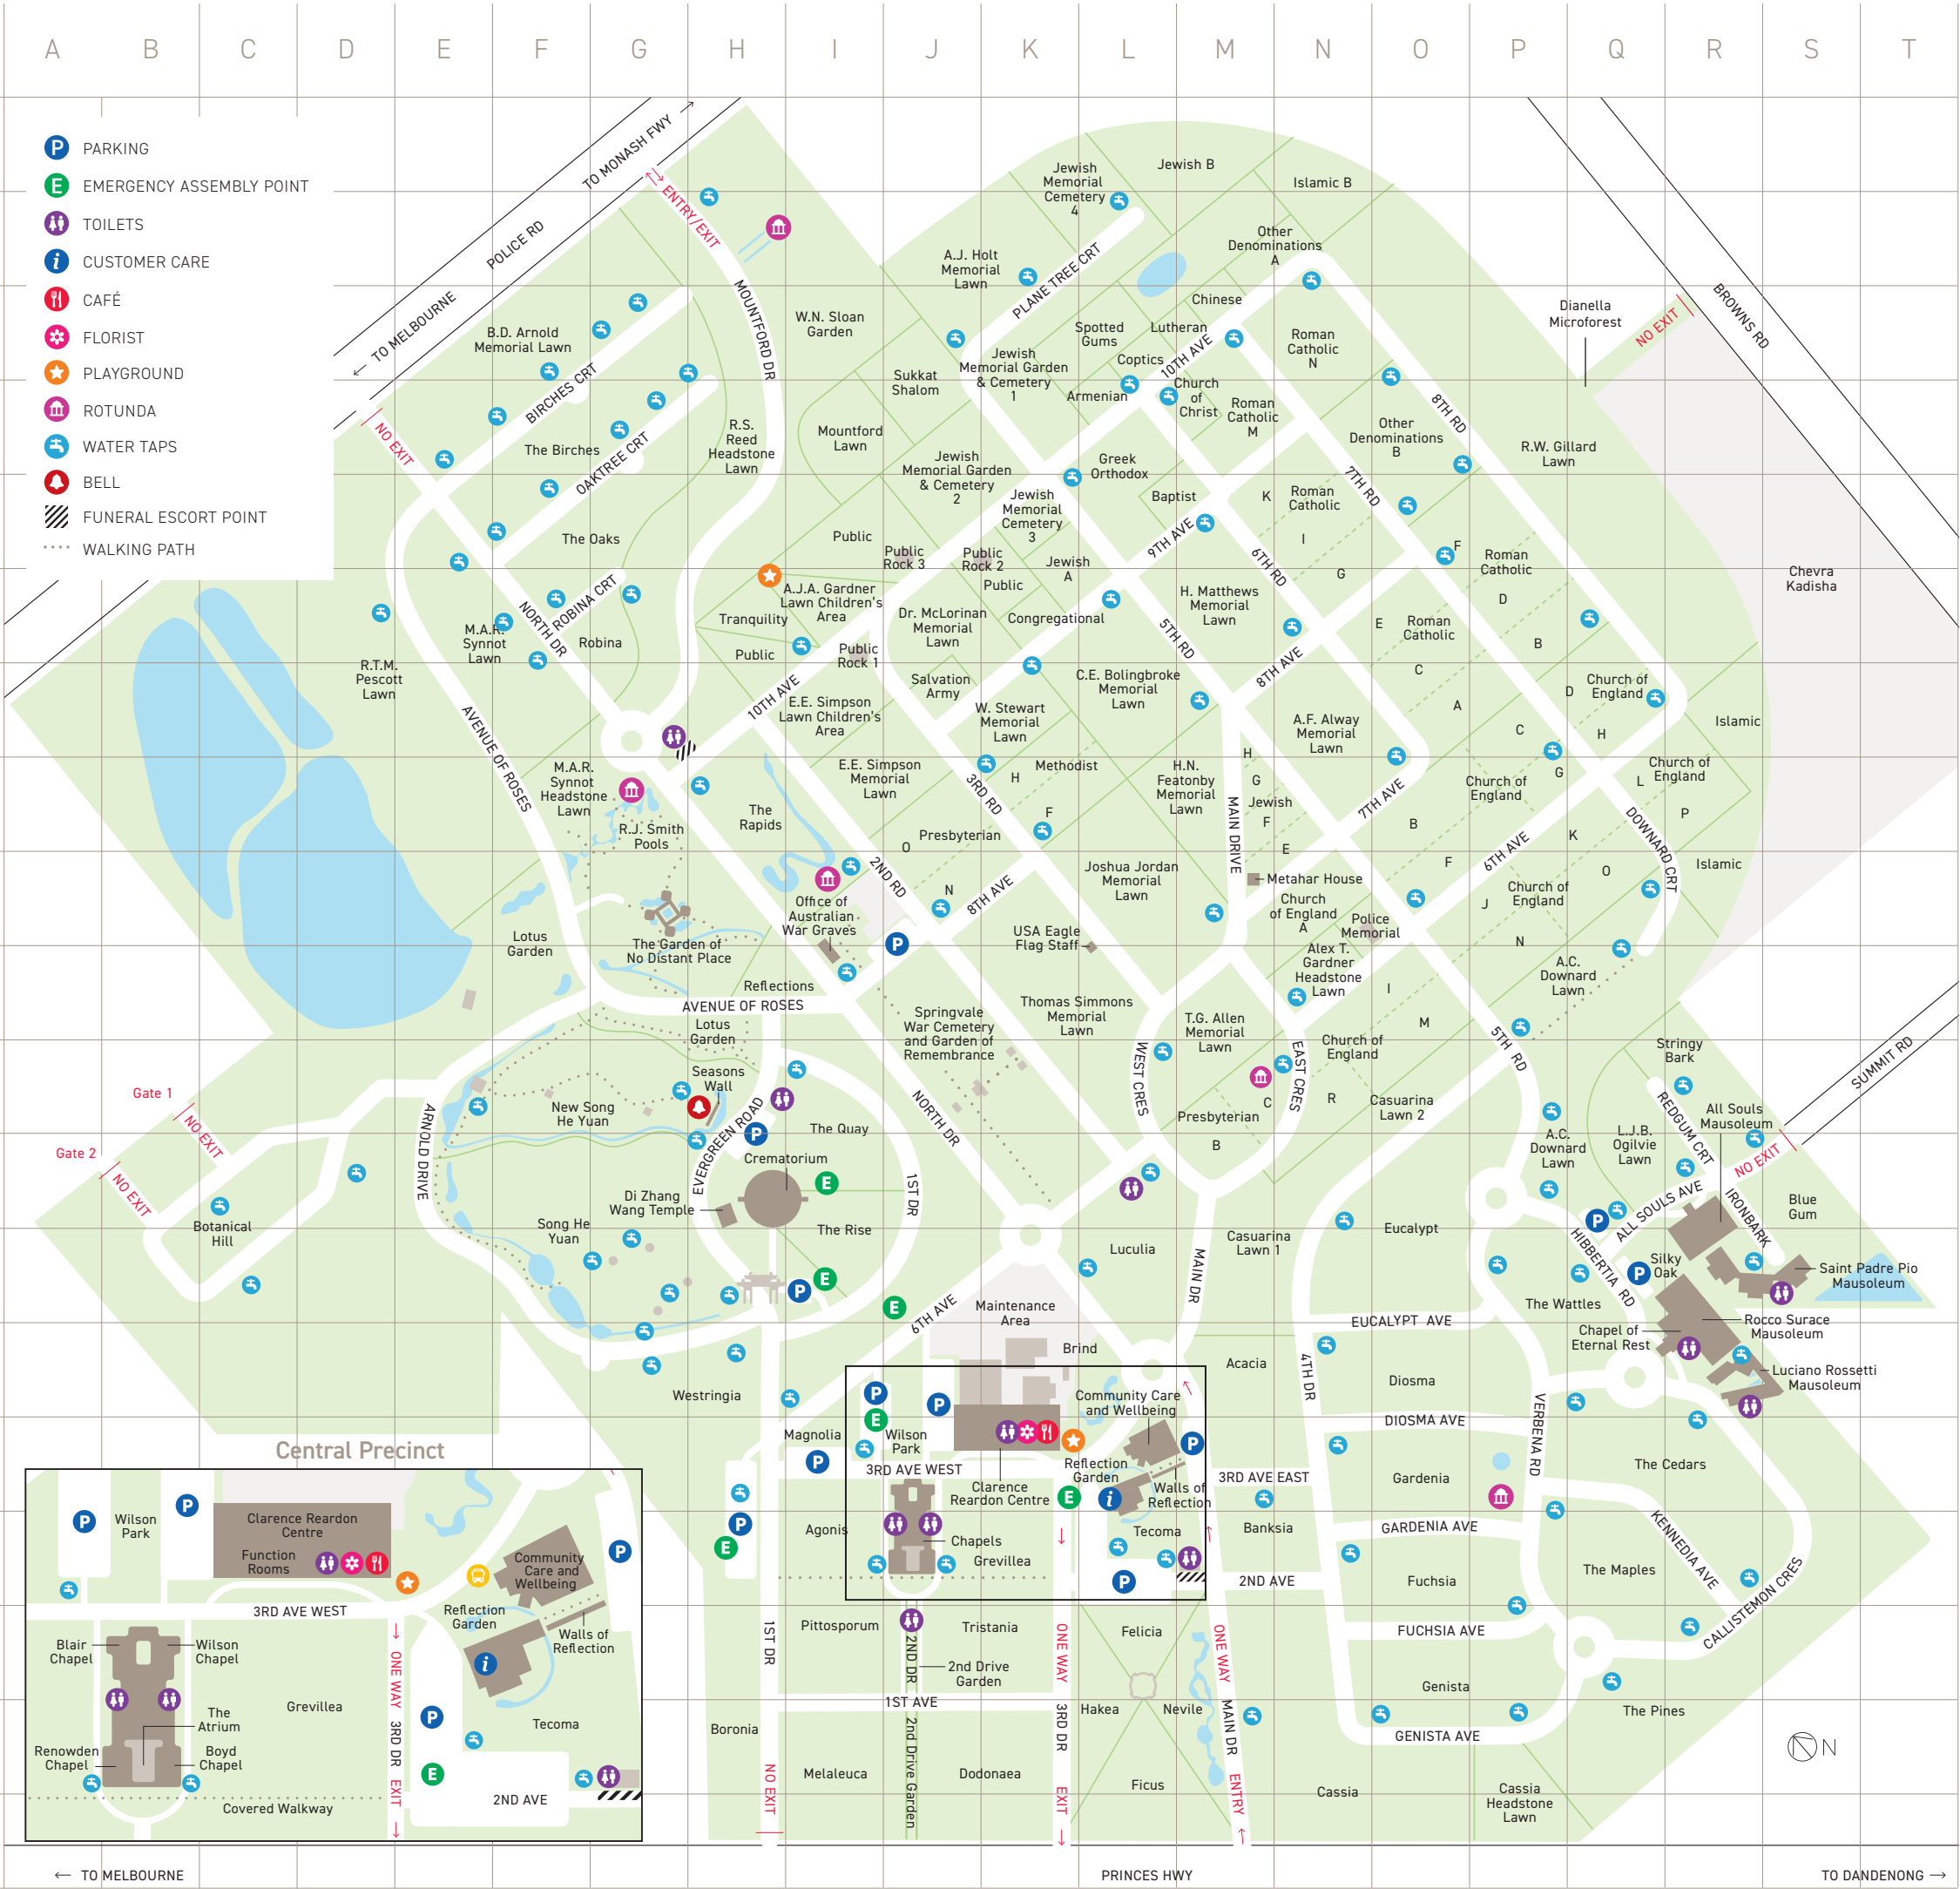 A B C D E F G H I J K L M N O P Q R S T
PARKING
EMERGENCY ASSEMBLY POINT
TOILETS
CUSTOMER CARE
CAFÉ
FLORIST
PLAYGROUND
ROTUNDA
WATER TAPS
BELL
FUNERAL ESCORT POINT
WALKING PATH
TO MONASH FWY →
POLICE RD
← TO MELBOURNE
ENTRY/EXIT
NO EXIT
MOUNTFORD DR
B.D. Arnold
Memorial Lawn
BIRCHES CRT
The Birches
OAKTREE CRT
The Oaks
ROBINA CRT
NORTH DR
Robina
M.A.R.
Synnot
Lawn
R.T.M.
Pescott
Lawn
AVENUE OF ROSES
W.N. Sloan
Garden
R.S.
Reed
Headstone
Lawn
Mountford
Lawn
Sukkat
Shalom
A.J. Holt
Memorial
Lawn
PLANE TREE CRT
Jewish
Memorial
Cemetery
4
Jewish B
Islamic B
Other
Denominations
A
Chinese
Lutheran
Spotted
Gums
Coptics
10TH AVE
Armenian
Church
of
Christ
Roman
Catholic
N
Roman
Catholic
M
Jewish
Memorial Garden
& Cemetery
1
Jewish
Memorial Garden
& Cemetery
2
Jewish
Memorial
Cemetery
3
Greek
Orthodox
Baptist
9TH AVE
Other
Denominations
B
8TH RD
7TH RD
6TH RD
5TH RD
R.W. Gillard
Lawn
Dianella
Microforest
NO EXIT
BROWNS RD
Chevra
Kadisha
K
Roman
Catholic
I
G
F
Roman
Catholic
D
B
E
Roman
Catholic
C
A
Public
Public
Rock 3
Public
Rock 2
Public
Jewish
A
A.J.A. Gardner
Lawn Children's
Area
Tranquility
Public
Public
Rock 1
Dr. McLorinan
Memorial
Lawn
Congregational
H. Matthews
Memorial
Lawn
8TH AVE
10TH AVE
E.E. Simpson
Lawn Children's
Area
Salvation
Army
W. Stewart
Memorial
Lawn
C.E. Bolingbroke
Memorial
Lawn
A.F. Alway
Memorial
Lawn
D
Church of
England
C
H
Islamic
G
Church of
England
Church of
England
L
P
M.A.R.
Synnot
Headstone
Lawn
R.J. Smith
Pools
The
Rapids
E.E. Simpson
Memorial
Lawn
3RD RD
H
Methodist
F
H.N.
Featonby
Memorial
Lawn
H
G
Jewish
F
E
MAIN DRIVE
7TH AVE
B
F
6TH AVE
K
O
DOWNARD CRT
Islamic
Presbyterian
O
N
2ND RD
8TH AVE
Joshua Jordan
Memorial
Lawn
Metahar House
Church
of England
A
Police
Memorial
J
Church of
England
N
Office of
Australian
War Graves
USA Eagle
Flag Staff
Alex T.
Gardner
Headstone
Lawn
A.C.
Downard
Lawn
Lotus
Garden
The Garden of
No Distant Place
Reflections
AVENUE OF ROSES
Lotus
Garden
Springvale
War Cemetery
and Garden of
Remembrance
Thomas Simmons
Memorial
Lawn
T.G. Allen
Memorial
Lawn
I
M
Church of
England
R
5TH RD
WEST CRES
EAST CRES
Presbyterian
C
B
Casuarina
Lawn 2
Stringy
Bark
SUMMIT RD
REDGUM CRT
All Souls
Mausoleum
NO EXIT
Gate 1
NO EXIT
Gate 2
NO EXIT
Botanical
Hill
ARNOLD DRIVE
New Song
He Yuan
Seasons
Wall
EVERGREEN ROAD
The Quay
NORTH DR
Crematorium
Di Zhang
Wang Temple
Song He
Yuan
The Rise
1ST DR
A.C.
Downard
Lawn
L.J.B.
Ogilvie
Lawn
ALL SOULS AVE
IRONBARK
Blue
Gum
HIBBERTIA RD
Silky
Oak
Saint Padre Pio
Mausoleum
The Wattles
Chapel of
Eternal Rest
Rocco Surace
Mausoleum
Luciano Rossetti
Mausoleum
Casuarina
Lawn 1
Eucalypt
Luculia
MAIN DR
6TH AVE
Maintenance
Area
Brind
EUCALYPT AVE
Acacia
4TH DR
Diosma
DIOSMA AVE
VERBENA RD
Westringia
Magnolia
Wilson
Park
3RD AVE WEST
Community Care
and Wellbeing
Reflection
Garden
Clarence
Reardon Centre
Walls of
Reflection
3RD AVE EAST
Gardenia
The Cedars
Agonis
Chapels
Grevillea
Tecoma
Banksia
GARDENIA AVE
KENNEDIA AVE
2ND AVE
Fuchsia
The Maples
CALLISTEMON CRES
1ST DR
Pittosporum
2ND DR
Tristania
2nd Drive
Garden
ONE WAY
Felicia
ONE WAY
FUCHSIA AVE
Genista
1ST AVE
Boronia
2nd Drive Garden
3RD DR
Hakea
Nevile
MAIN DR
The Pines
GENISTA AVE
NO EXIT
Melaleuca
Dodonaea
EXIT
Ficus
ENTRY
Cassia
Cassia
Headstone
Lawn
N
Central Precinct
Wilson
Park
Clarence Reardon
Centre
Function
Rooms
Community
Care and
Wellbeing
3RD AVE WEST
Reflection
Garden
Walls of
Reflection
Blair
Chapel
Wilson
Chapel
ONE WAY
Grevillea
The
Atrium
3RD DR
Tecoma
Renowden
Chapel
Boyd
Chapel
EXIT
2ND AVE
Covered Walkway
← TO MELBOURNE
PRINCES HWY
TO DANDENONG →